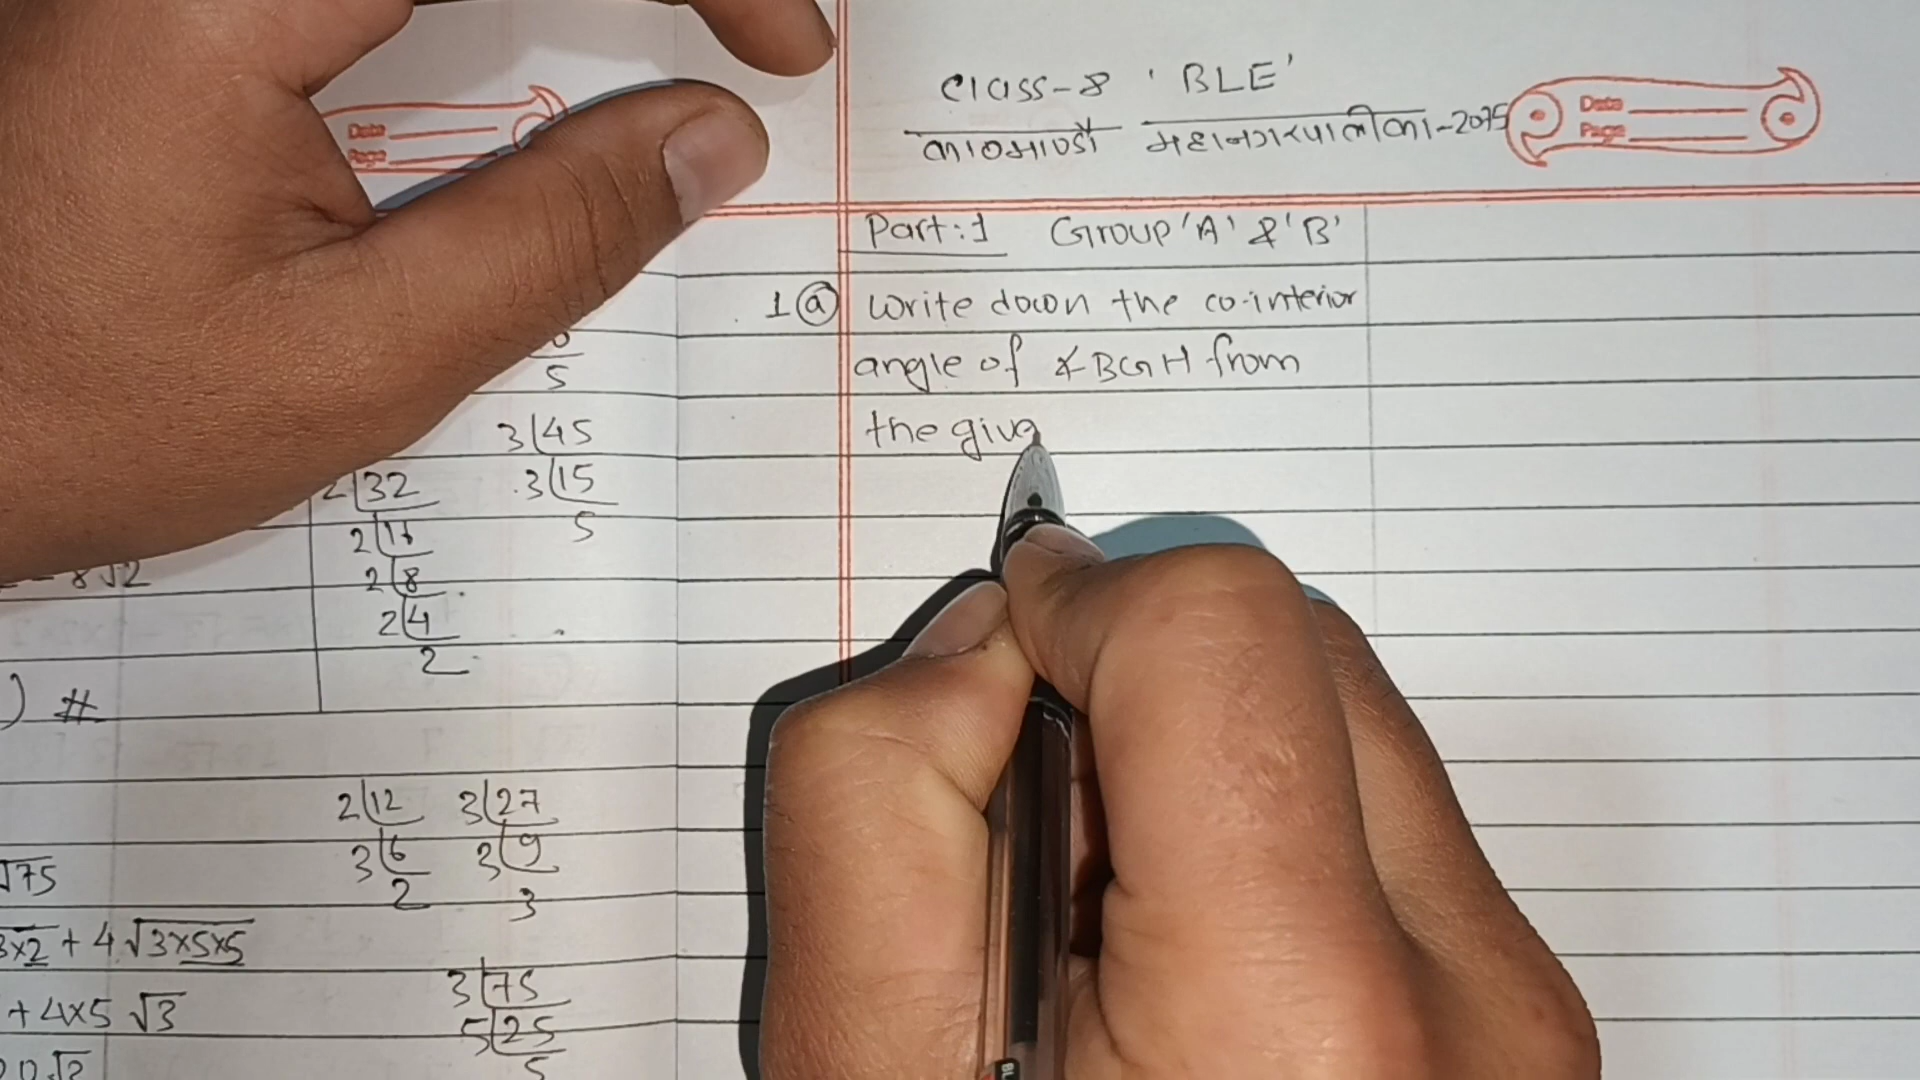 Date
Page
5
3 45
2 32 3 15
2 16 5
2 8
2 4
2
) #
8√2
2 12 3 27
3 6 3 9
2 3
√75
3×2 + 4√3×5×5
3 75
+ 4×5 √3
5 25
5
Class-8 'BLE'
काठमाण्डौ महानगरपालीका-2075
Date
Page
Part:1 Group 'A' & 'B'
1 (a) Write down the co-interior
angle of ∡BGH from
the give